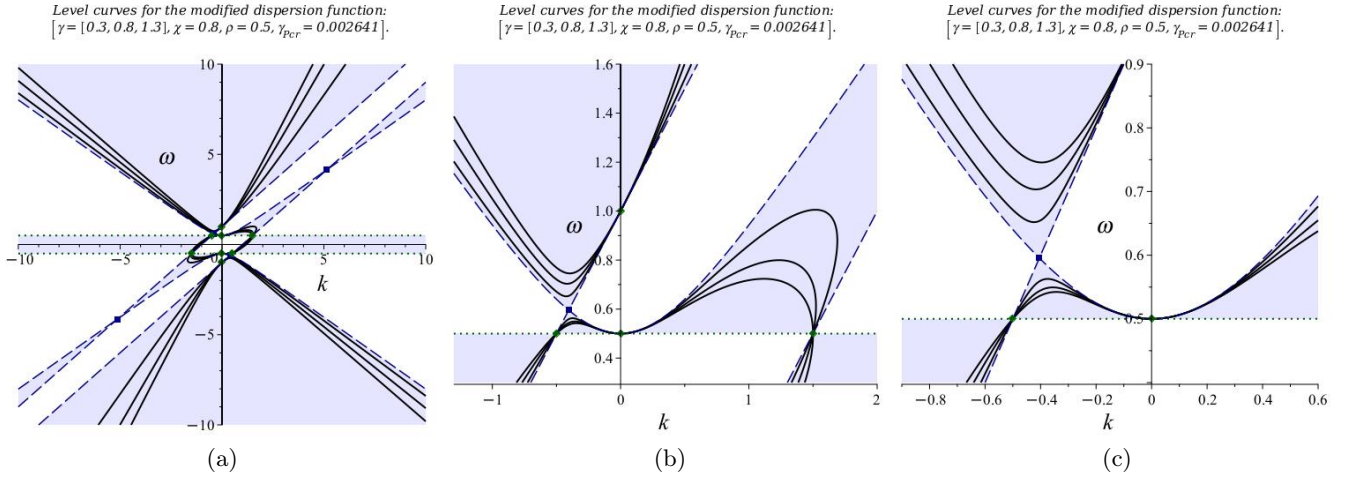 Level curves for the modified dispersion function:
[γ = [0.3, 0.8, 1.3], χ = 0.8, ρ = 0.5, γ_Pcr = 0.002641].
10
5
ω
−10
−5
0
5
10
k
−5
−10
(a)
Level curves for the modified dispersion function:
[γ = [0.3, 0.8, 1.3], χ = 0.8, ρ = 0.5, γ_Pcr = 0.002641].
1.6
1.4
1.2
1.0
ω
0.8
0.6
0.4
−1
0
1
2
k
(b)
Level curves for the modified dispersion function:
[γ = [0.3, 0.8, 1.3], χ = 0.8, ρ = 0.5, γ_Pcr = 0.002641].
0.9
0.8
0.7
ω
0.6
0.5
−0.8
−0.6
−0.4
−0.2
0
0.2
0.4
0.6
k
(c)